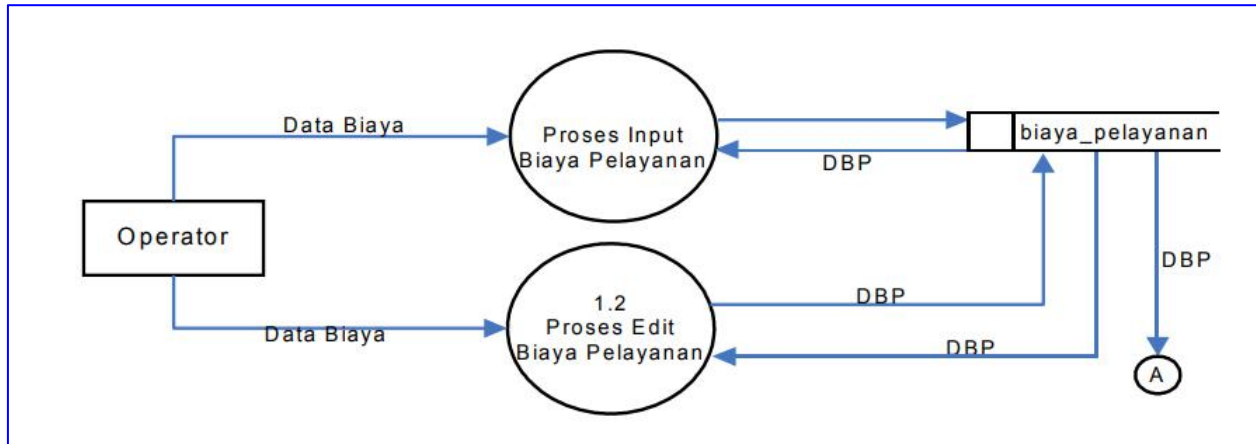 Data Biaya
Proses Input
Biaya Pelayanan
biaya_pelayanan
DBP
Operator
DBP
1.2
Proses Edit
Biaya Pelayanan
DBP
Data Biaya
DBP
A